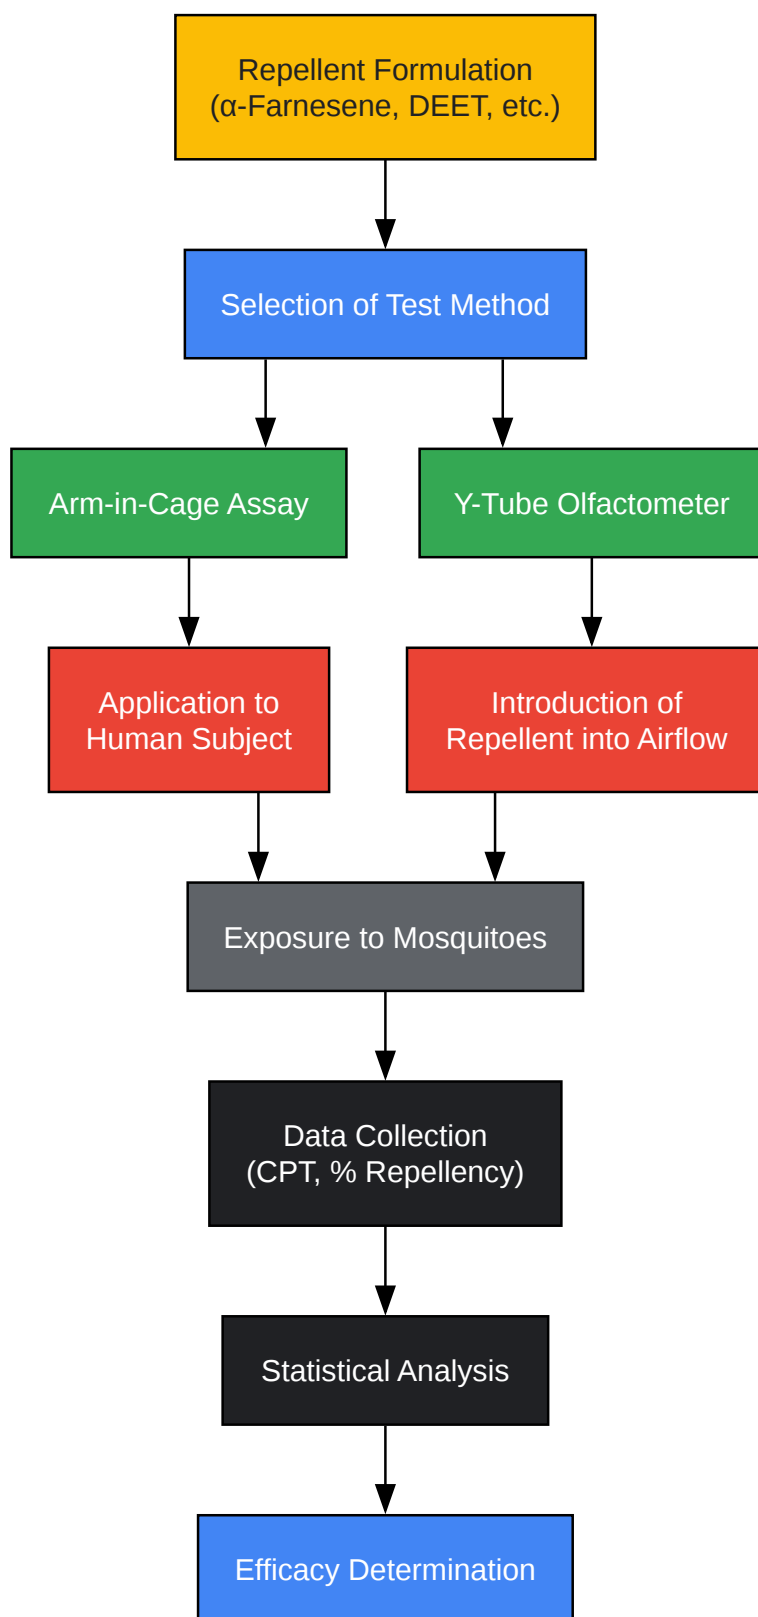 Repellent Formulation
(α-Farnesene, DEET, etc.)
Selection of Test Method
Arm-in-Cage Assay
Y-Tube Olfactometer
Application to
Human Subject
Introduction of
Repellent into Airflow
Exposure to Mosquitoes
Data Collection
(CPT, % Repellency)
Statistical Analysis
Efficacy Determination